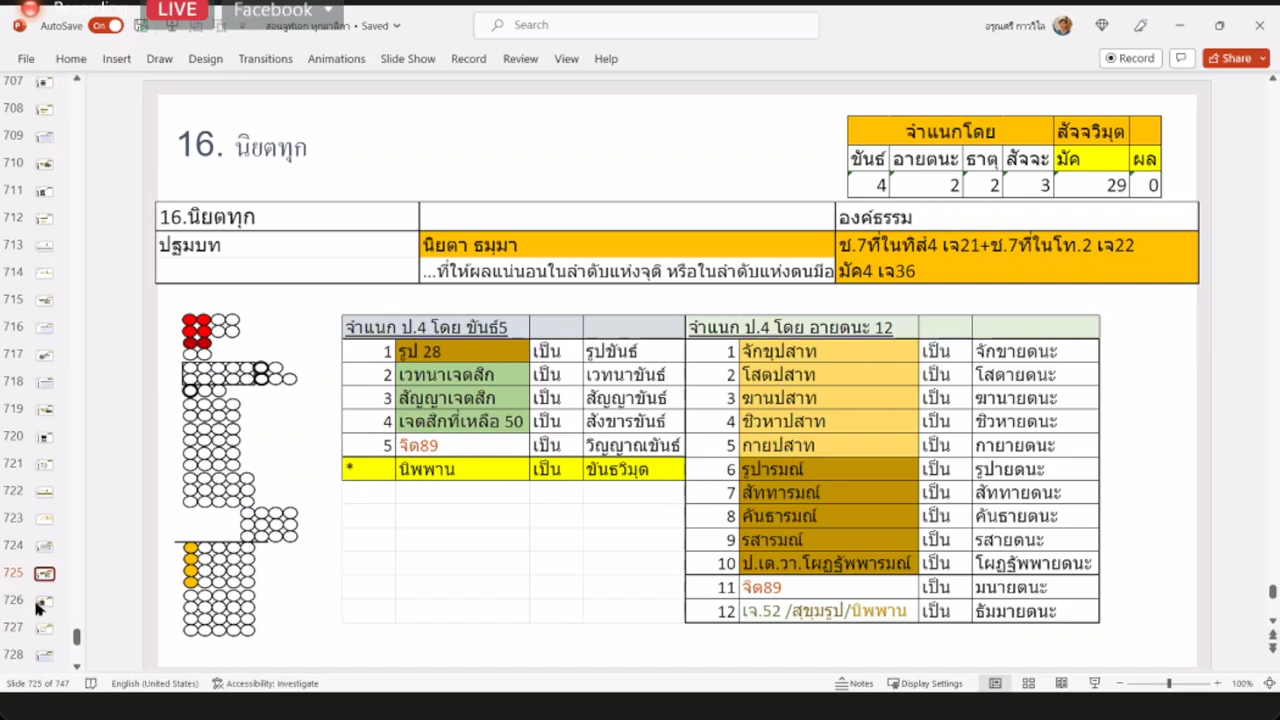 Recording LIVE Facebook
AutoSave On Saved Search อรุณศรี กาววิไล
File Home Insert Draw Design Transitions Animations Slide Show Record Review View Help Record Share
707
708
709
710
711
712
713
714
715
716
717
718
719
720
721
722
723
724
725
726
727
728
16. นิยตทุก
จำแนกโดย สัจจวิมุต
ขันธ์ อายตนะ ธาตุ สัจจะ มัค ผล
4 2 2 3 29 0
16.นิยตทุก องค์ธรรม
ปฐมบท นิยตา ธมฺมา ช.7ที่ในทิสํ4 เจ21+ช.7ที่ในโท.2 เจ22
...ที่ให้ผลแน่นอนในลำดับแห่งจุติ หรือในลำดับแห่งตนมีอ มัค4 เจ36
จำแนก ป.4 โดย ขันธ์5
1 รูป 28 เป็น รูปขันธ์
2 เวทนาเจตสิก เป็น เวทนาขันธ์
3 สัญญาเจตสิก เป็น สัญญาขันธ์
4 เจตสิกที่เหลือ 50 เป็น สังขารขันธ์
5 จิต89 เป็น วิญญาณขันธ์
* นิพพาน เป็น ขันธวิมุต
จำแนก ป.4 โดย อายตนะ 12
1 จักขุปสาท เป็น จักขายตนะ
2 โสตปสาท เป็น โสตายตนะ
3 ฆานปสาท เป็น ฆานายตนะ
4 ชิวหาปสาท เป็น ชิวหายตนะ
5 กายปสาท เป็น กายายตนะ
6 รูปารมณ์ เป็น รูปายตนะ
7 สัททารมณ์ เป็น สัททายตนะ
8 คันธารมณ์ เป็น คันธายตนะ
9 รสารมณ์ เป็น รสายตนะ
10 ป.เต.วา.โผฏฐัพพารมณ์ เป็น โผฏฐัพพายตนะ
11 จิต89 เป็น มนายตนะ
12 เจ.52 /สุขุมรูป/นิพพาน เป็น ธัมมายตนะ
Slide 725 of 747 English (United States) Accessibility: Investigate Notes Display Settings 100%